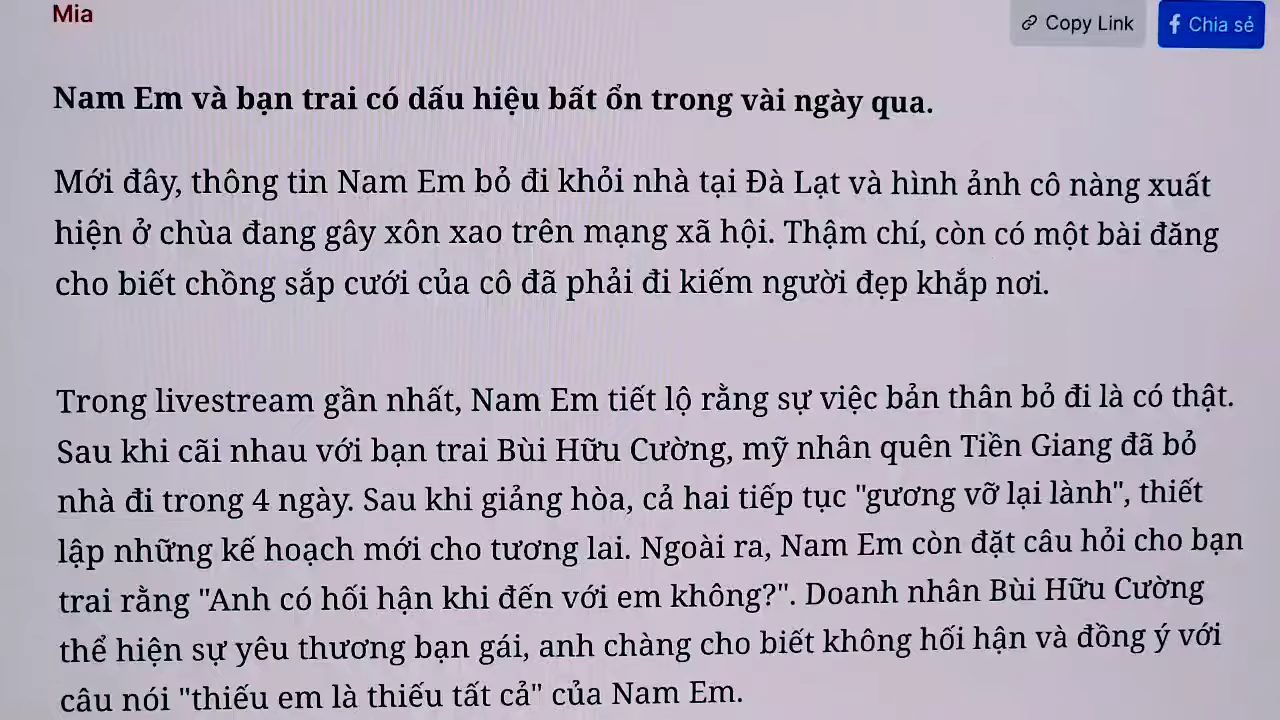 Mia
Copy Link
Chia sẻ
Nam Em và bạn trai có dấu hiệu bất ổn trong vài ngày qua.
Mới đây, thông tin Nam Em bỏ đi khỏi nhà tại Đà Lạt và hình ảnh cô nàng xuất
hiện ở chùa đang gây xôn xao trên mạng xã hội. Thậm chí, còn có một bài đăng
cho biết chồng sắp cưới của cô đã phải đi kiếm người đẹp khắp nơi.
Trong livestream gần nhất, Nam Em tiết lộ rằng sự việc bản thân bỏ đi là có thật.
Sau khi cãi nhau với bạn trai Bùi Hữu Cường, mỹ nhân quên Tiền Giang đã bỏ
nhà đi trong 4 ngày. Sau khi giảng hòa, cả hai tiếp tục "gương vỡ lại lành", thiết
lập những kế hoạch mới cho tương lai. Ngoài ra, Nam Em còn đặt câu hỏi cho bạn
trai rằng "Anh có hối hận khi đến với em không?". Doanh nhân Bùi Hữu Cường
thể hiện sự yêu thương bạn gái, anh chàng cho biết không hối hận và đồng ý với
câu nói "thiếu em là thiếu tất cả" của Nam Em.